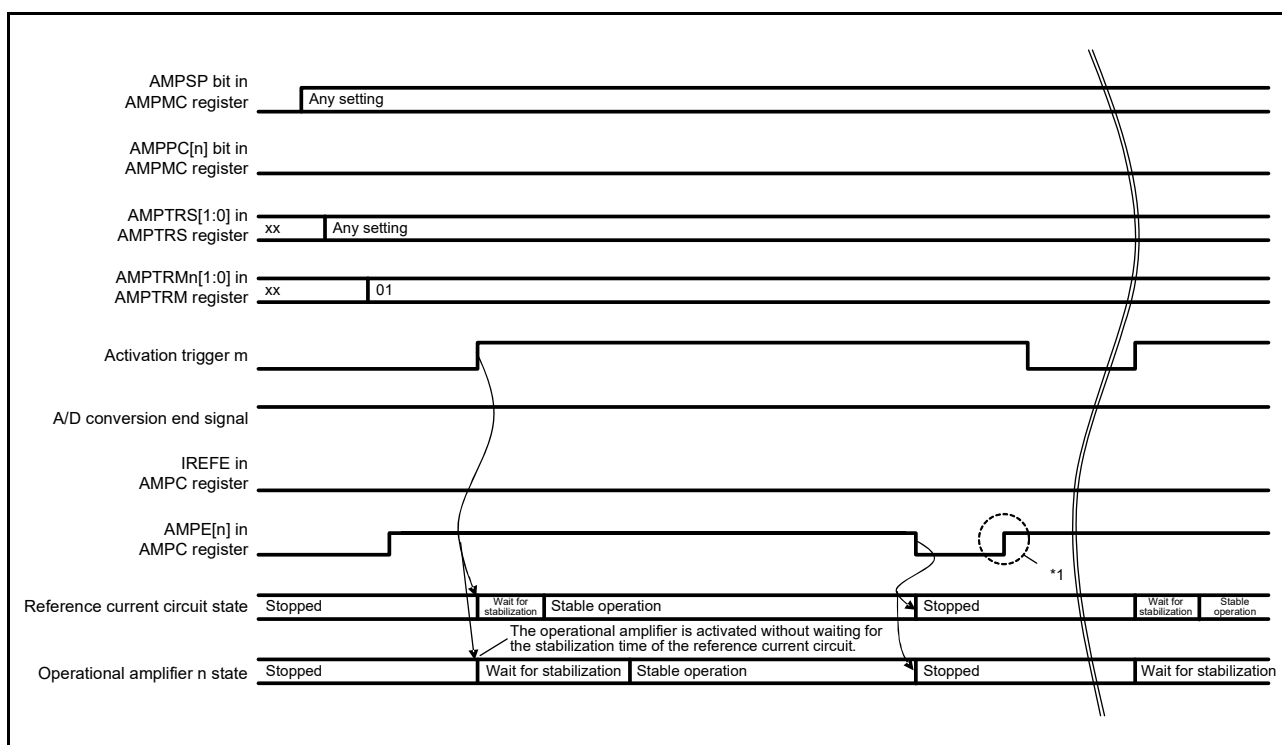 AMPSP bit in
AMPMC register
Any setting
AMPPC[n] bit in
AMPMC register
AMPTRS[1:0] in
AMPTRS register
xx
Any setting
AMPTRMn[1:0] in
AMPTRM register
xx
01
Activation trigger m
A/D conversion end signal
IREFE in
AMPC register
AMPE[n] in
AMPC register
*1
Reference current circuit state
Stopped
Wait for
stabilization
Stable operation
Stopped
Wait for
stabilization
Stable
operation
The operational amplifier is activated without waiting for
the stabilization time of the reference current circuit.
Operational amplifier n state
Stopped
Wait for stabilization
Stable operation
Stopped
Wait for stabilization